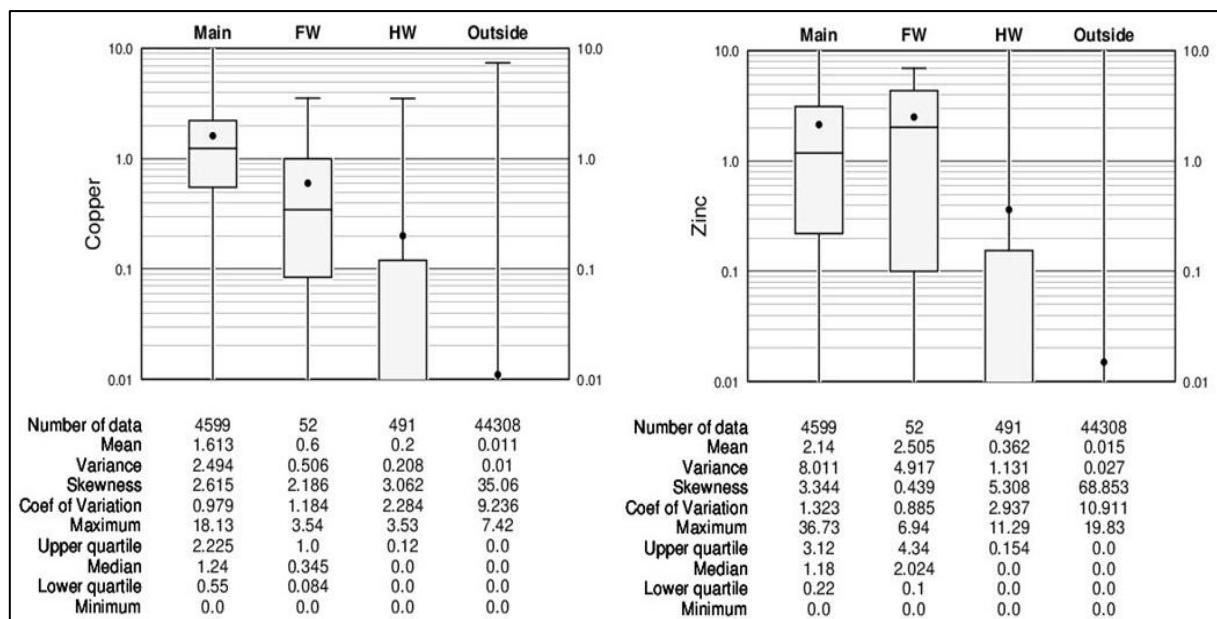 Main FW HW Outside
10.0 10.0
1.0 1.0
Copper
0.1 0.1
0.01 0.01
Number of data 4599 52 491 44308
Mean 1.613 0.6 0.2 0.011
Variance 2.494 0.506 0.208 0.01
Skewness 2.615 2.186 3.062 35.06
Coef of Variation 0.979 1.184 2.284 9.236
Maximum 18.13 3.54 3.53 7.42
Upper quartile 2.225 1.0 0.12 0.0
Median 1.24 0.345 0.0 0.0
Lower quartile 0.55 0.084 0.0 0.0
Minimum 0.0 0.0 0.0 0.0
Main FW HW Outside
10.0 10.0
1.0 1.0
Zinc
0.1 0.1
0.01 0.01
Number of data 4599 52 491 44308
Mean 2.14 2.505 0.362 0.015
Variance 8.011 4.917 1.131 0.027
Skewness 3.344 0.439 5.308 68.853
Coef of Variation 1.323 0.885 2.937 10.911
Maximum 36.73 6.94 11.29 19.83
Upper quartile 3.12 4.34 0.154 0.0
Median 1.18 2.024 0.0 0.0
Lower quartile 0.22 0.1 0.0 0.0
Minimum 0.0 0.0 0.0 0.0